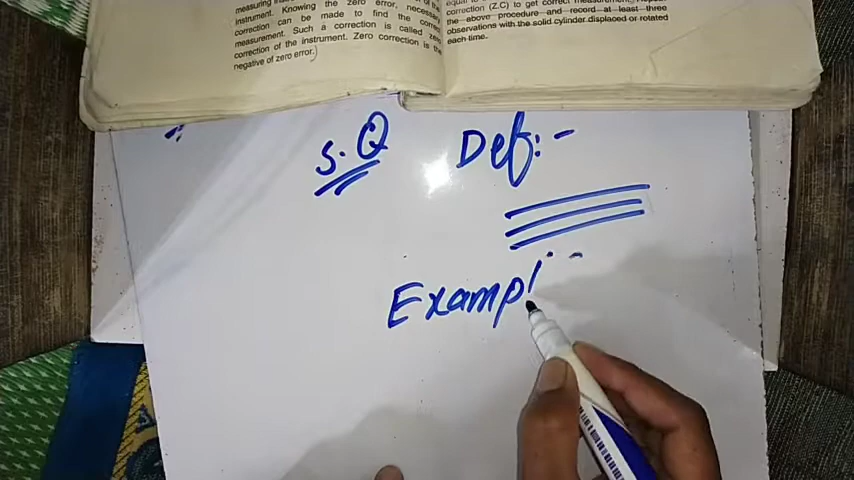 measuring
instrument. Knowing the zero error, necessary
correction can be made to find the correct
measurement. Such a correction is called zero
correction of the instrument. Zero correction is the
negative of zero error.)
correction (Z.C) to get correct measurement.
the above procedure and record at least three
observations with the solid cylinder displaced or rotated
each time.
S.Q Def:-
Exampl